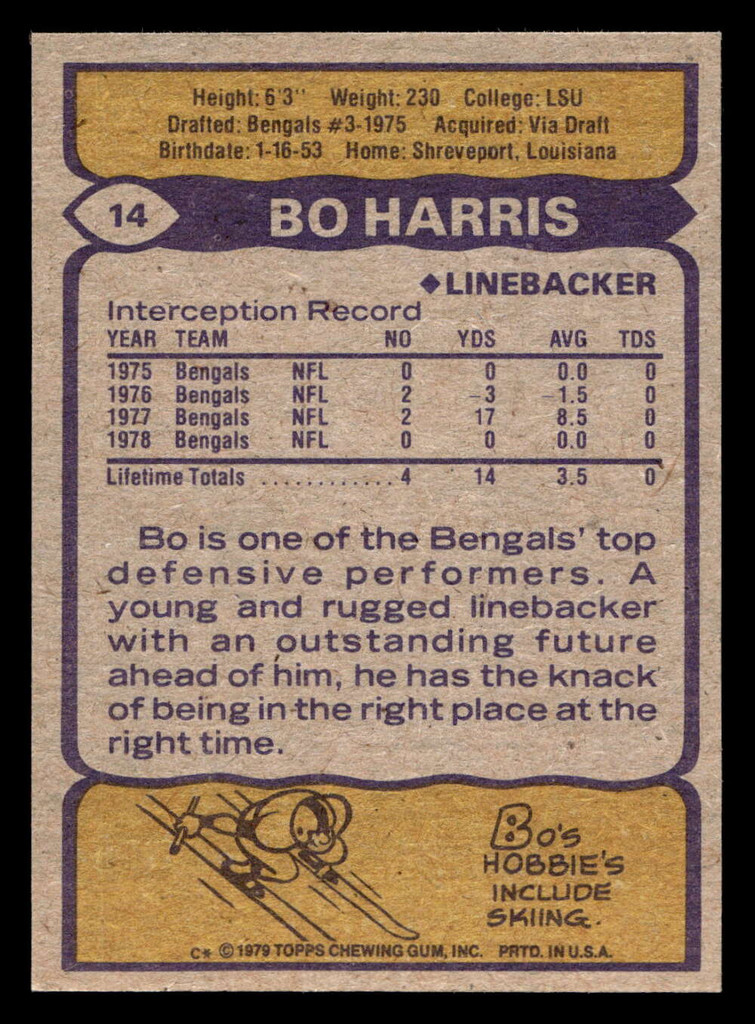 Height: 6'3" Weight: 230 College: LSU
Drafted: Bengals #3-1975 Acquired: Via Draft
Birthdate: 1-16-53 Home: Shreveport, Louisiana
14 BO HARRIS
◆LINEBACKER
Interception Record
YEAR TEAM NO YDS AVG TDS
1975 Bengals NFL 0 0 0.0 0
1976 Bengals NFL 2 -3 -1.5 0
1977 Bengals NFL 2 17 8.5 0
1978 Bengals NFL 0 0 0.0 0
Lifetime Totals ............ 4 14 3.5 0
Bo is one of the Bengals' top
defensive performers. A
young and rugged linebacker
with an outstanding future
ahead of him, he has the knack
of being in the right place at the
right time.
BO'S
HOBBIE'S
INCLUDE
SKIING.
C* © 1979 TOPPS CHEWING GUM, INC. PRTD. IN U.S.A.